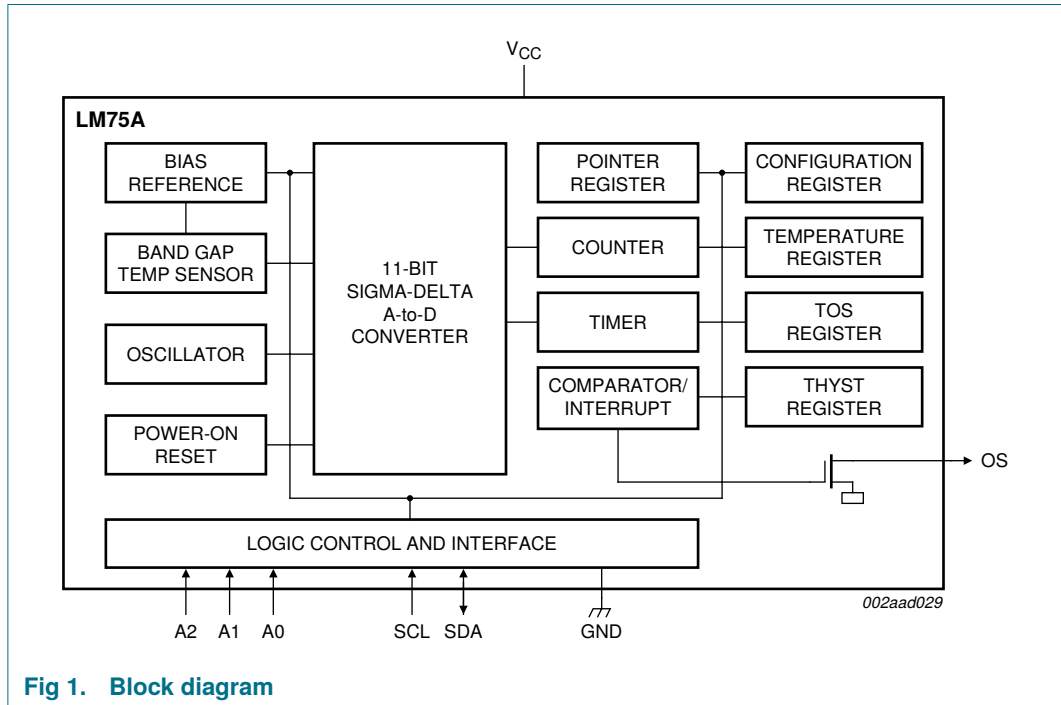 VCC
LM75A
BIAS
REFERENCE
BAND GAP
TEMP SENSOR
OSCILLATOR
POWER-ON
RESET
11-BIT
SIGMA-DELTA
A-to-D
CONVERTER
POINTER
REGISTER
COUNTER
TIMER
COMPARATOR/
INTERRUPT
CONFIGURATION
REGISTER
TEMPERATURE
REGISTER
TOS
REGISTER
THYST
REGISTER
OS
LOGIC CONTROL AND INTERFACE
002aad029
A2 A1 A0 SCL SDA GND
Fig 1. Block diagram